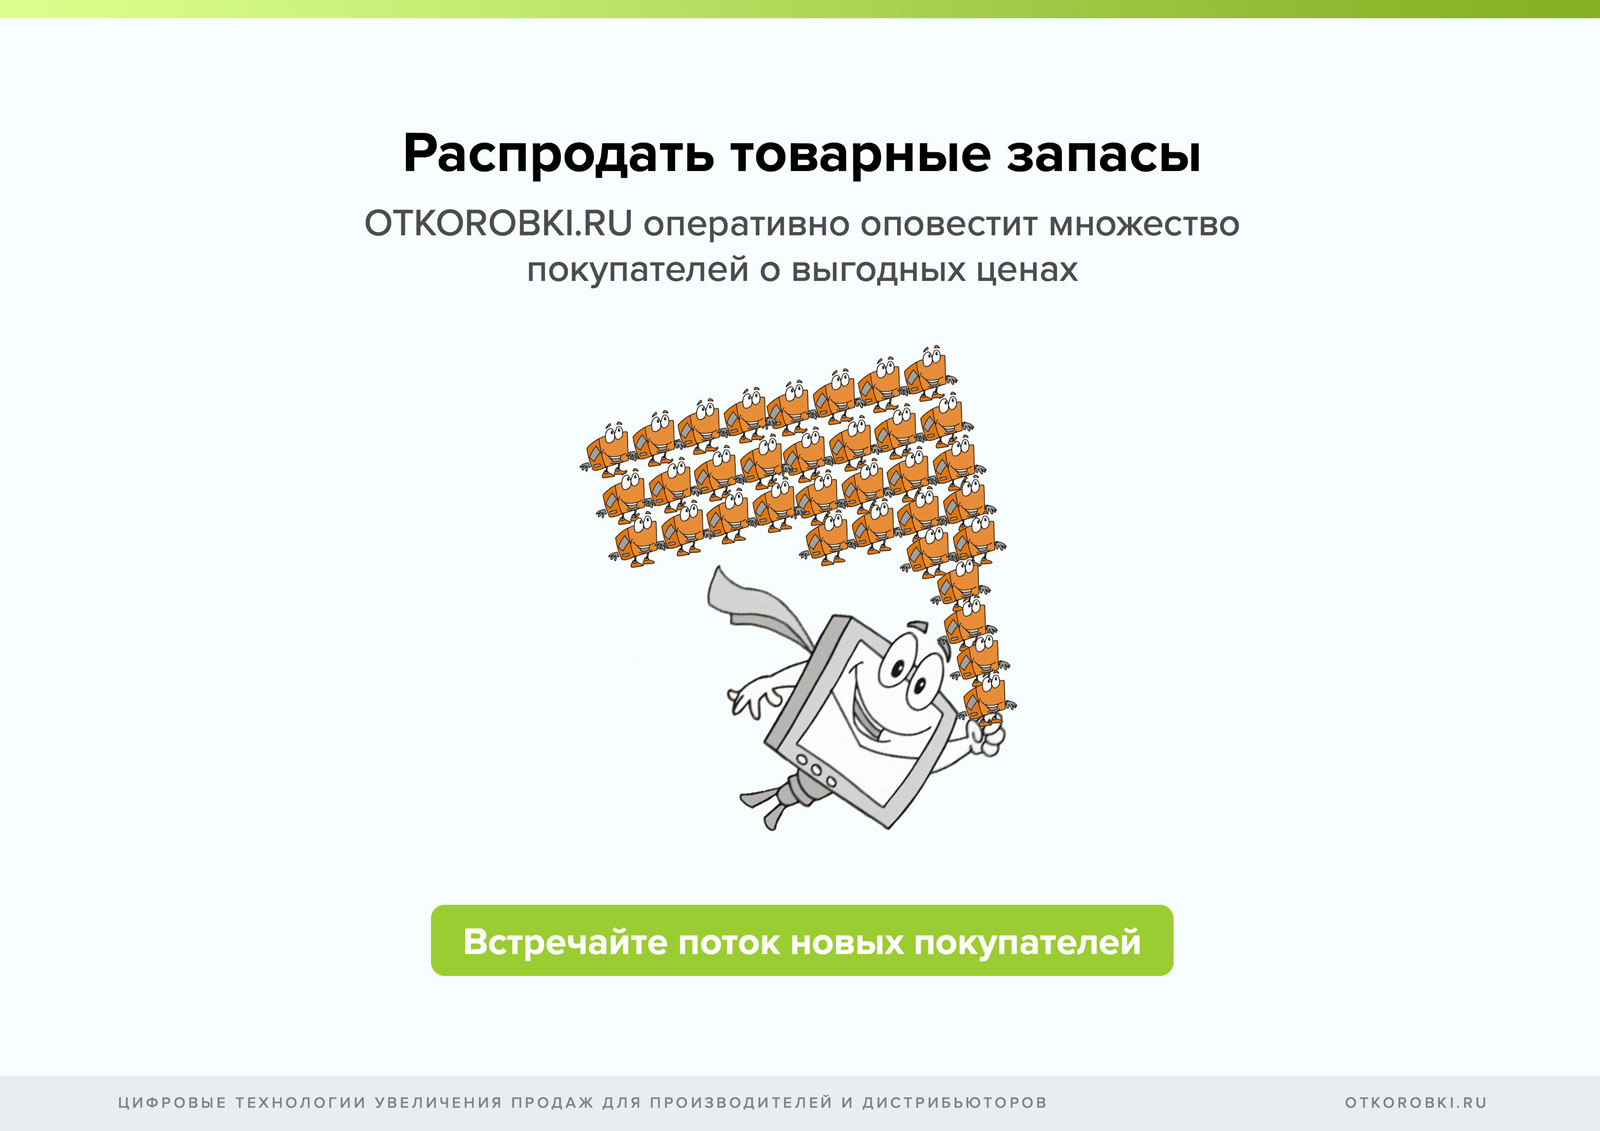 Распродать товарные запасы
OTKOROBKI.RU оперативно оповестит множество
покупателей о выгодных ценах
Встречайте поток новых покупателей
ЦИФРОВЫЕ ТЕХНОЛОГИИ УВЕЛИЧЕНИЯ ПРОДАЖ ДЛЯ ПРОИЗВОДИТЕЛЕЙ И ДИСТРИБЬЮТОРОВ
OTKOROBKI.RU